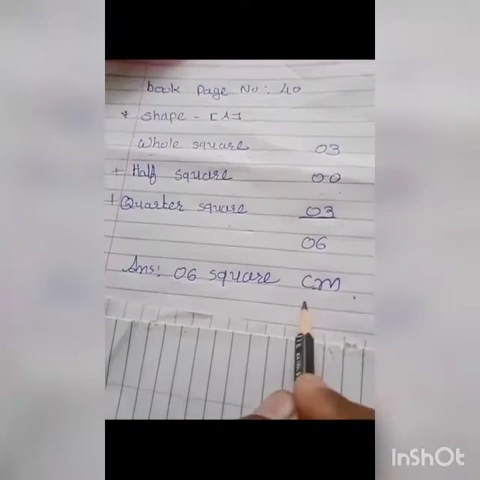 book Page No: 40
* Shape - [A]
Whole square 03
+ Half square 00
+ Quarter square 03
06
Ans: 06 square cm.
InShOt